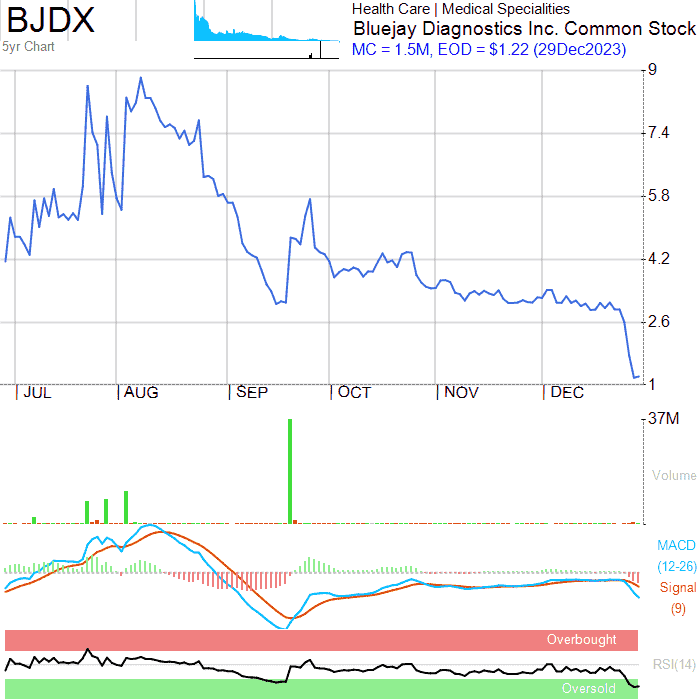 BJDX
5yr Chart
Health Care | Medical Specialities
Bluejay Diagnostics Inc. Common Stock
MC = 1.5M, EOD = $1.22 (29Dec2023)
9
7.4
5.8
4.2
2.6
1
JUL AUG SEP OCT NOV DEC
37M
Volume
MACD
(12-26)
Signal
(9)
Overbought
RSI(14)
Oversold